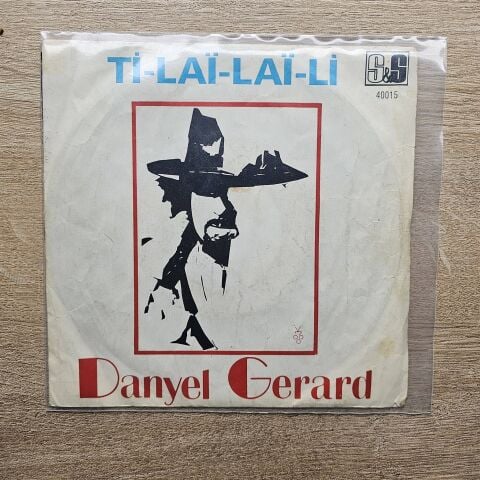 Tİ-LAÏ-LAÏ-Lİ
S&S
40015
Danyel Gerard